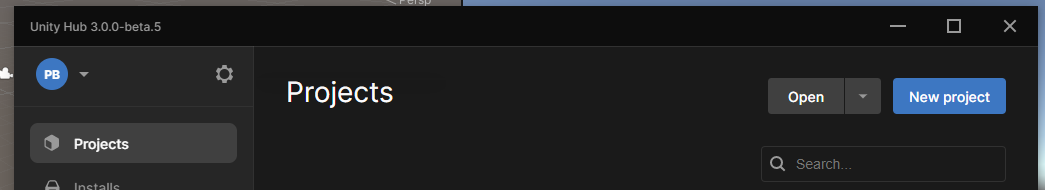 Persp
Unity Hub 3.0.0-beta.5
PB
Projects
Open
New project
Projects
Search...
Installs